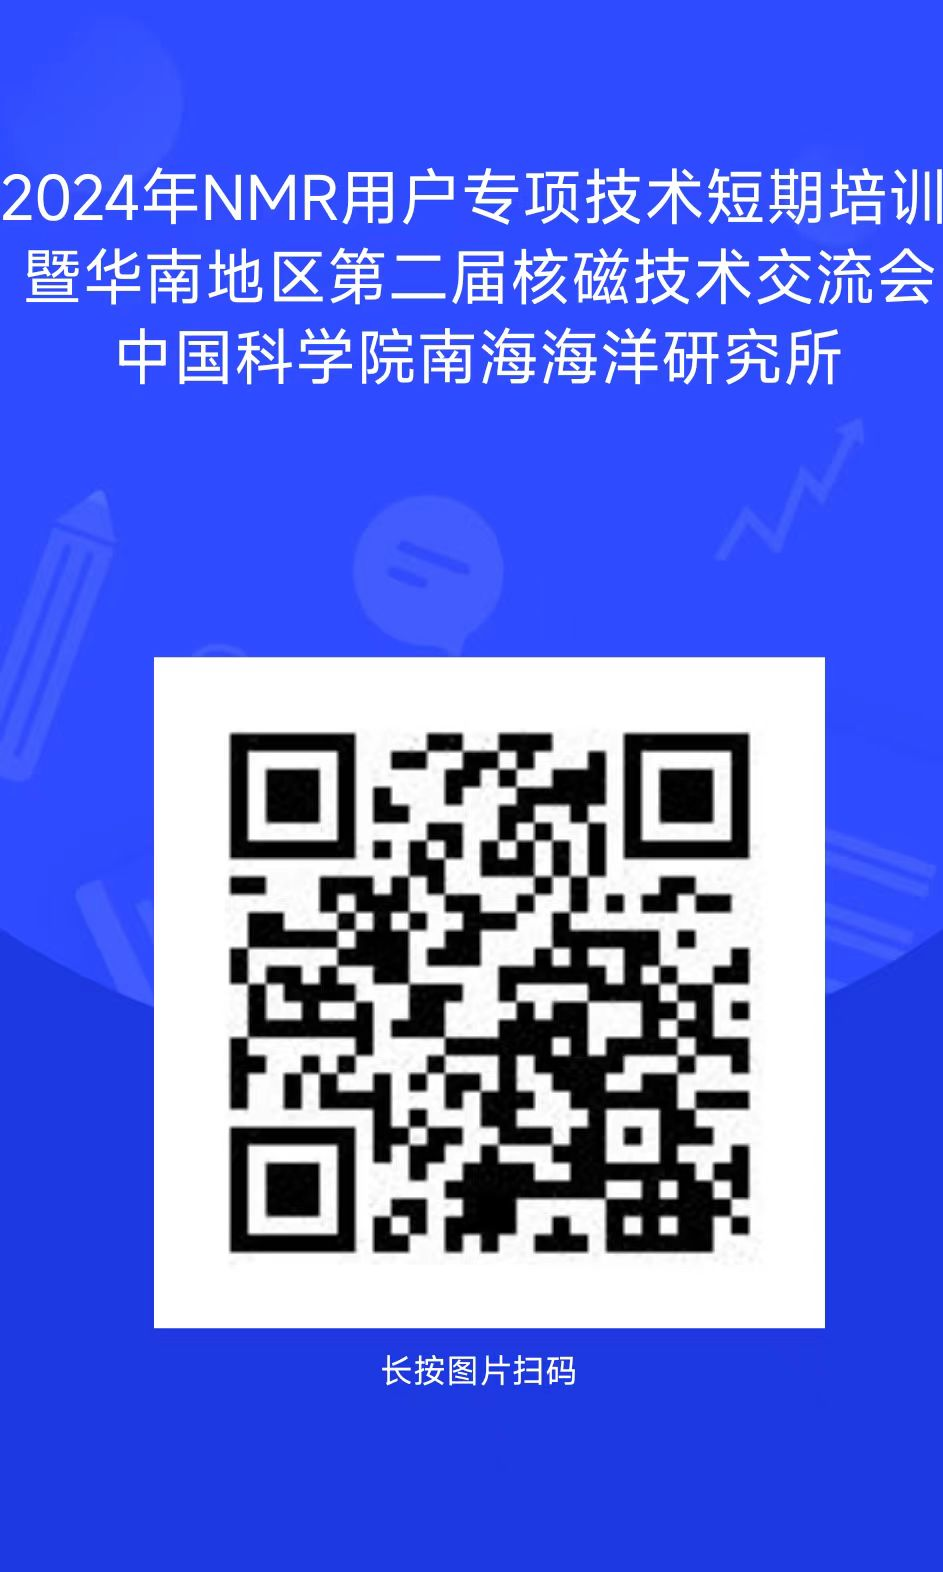 2024年NMR用户专项技术短期培训
暨华南地区第二届核磁技术交流会
中国科学院南海海洋研究所
长按图片扫码